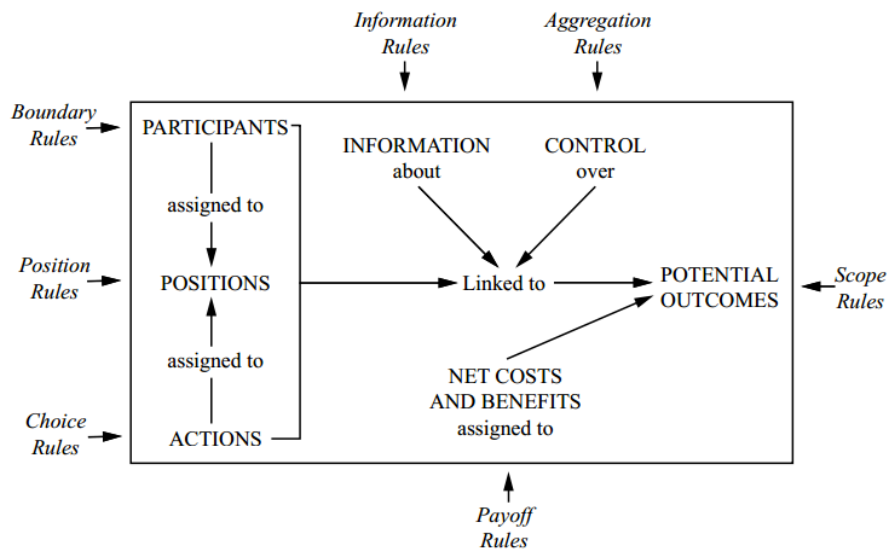 Information
Rules
Aggregation
Rules
Boundary
Rules
PARTICIPANTS
INFORMATION
about
CONTROL
over
assigned to
Position
Rules
POSITIONS
Linked to
POTENTIAL
OUTCOMES
Scope
Rules
assigned to
NET COSTS
AND BENEFITS
assigned to
Choice
Rules
ACTIONS
Payoff
Rules